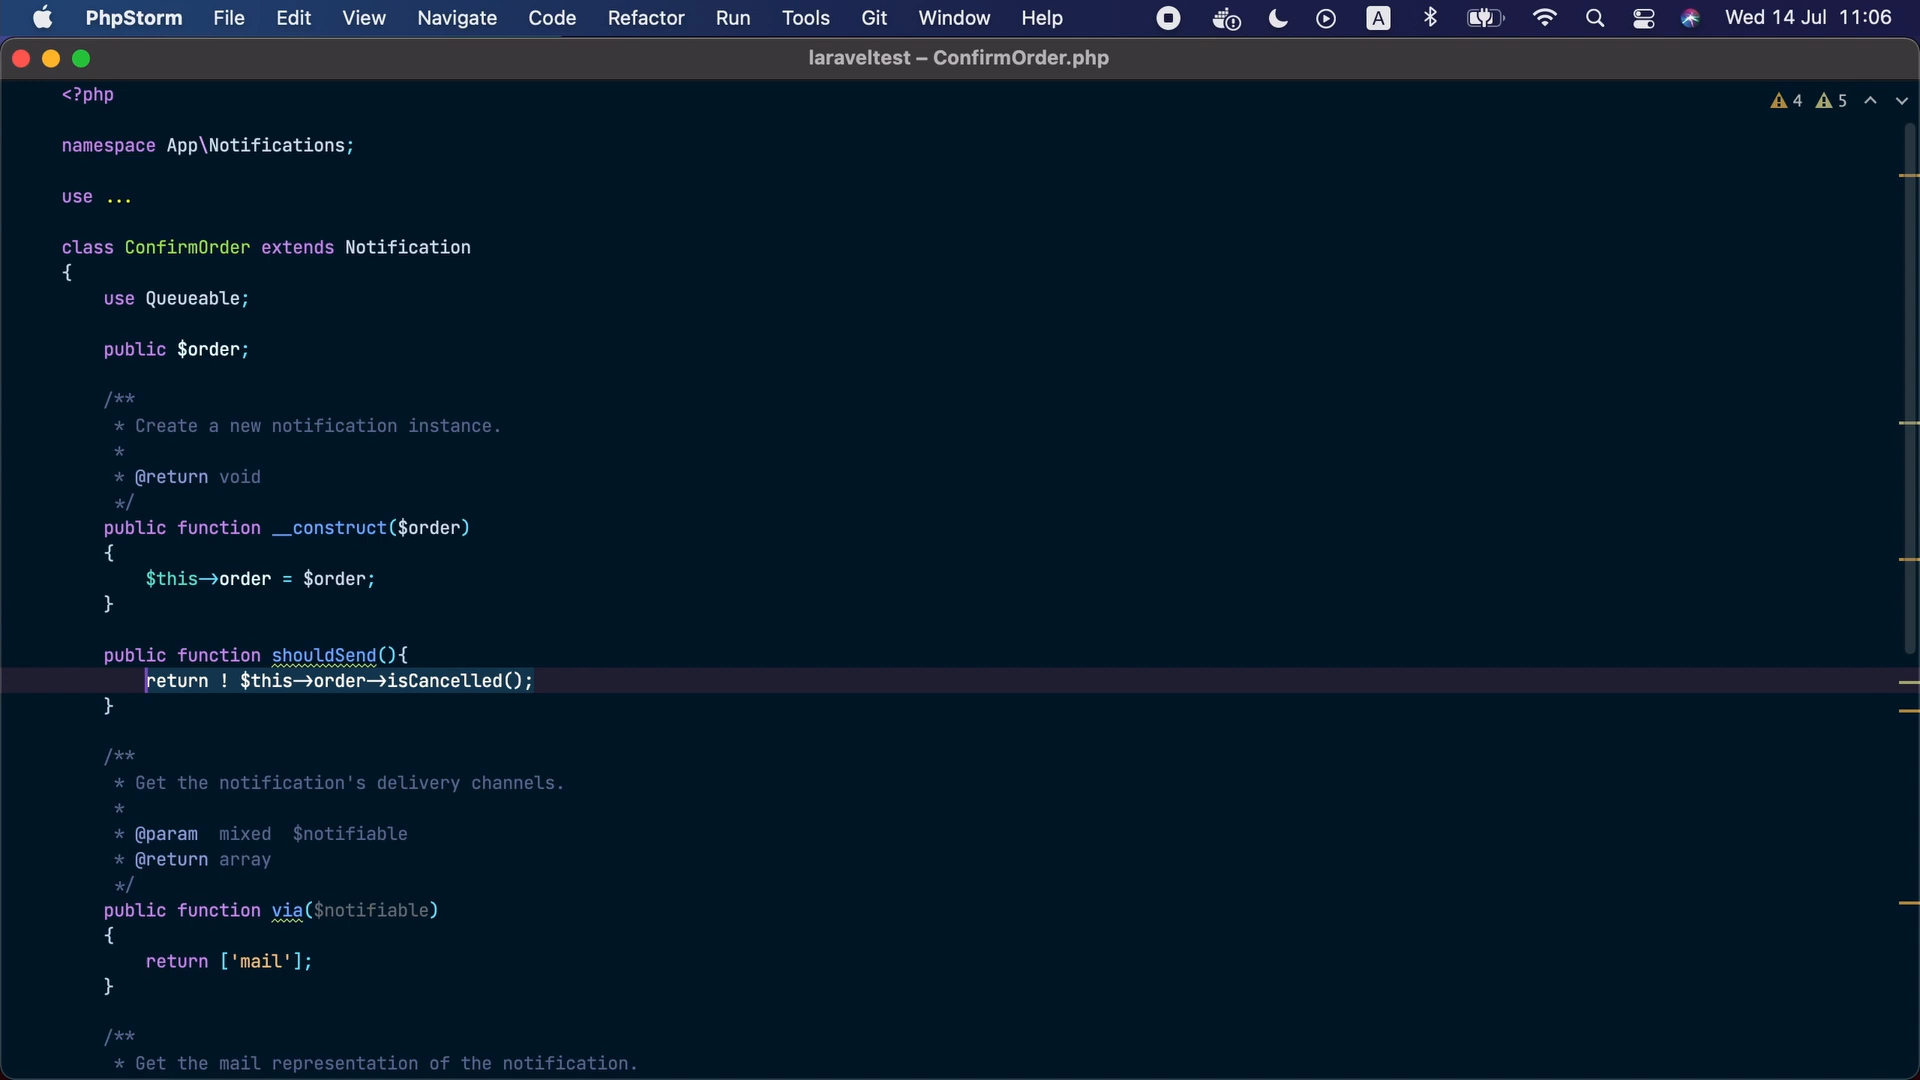 PhpStorm File Edit View Navigate Code Refactor Run Tools Git Window Help A Wed 14 Jul 11:06
laraveltest – ConfirmOrder.php
<?php
4 5
namespace App\Notifications;
use ...
class ConfirmOrder extends Notification
{
    use Queueable;
    public $order;
    /**
     * Create a new notification instance.
     *
     * @return void
     */
    public function __construct($order)
    {
        $this->order = $order;
    }
    public function shouldSend(){
        return ! $this->order->isCancelled();
    }
    /**
     * Get the notification's delivery channels.
     *
     * @param  mixed  $notifiable
     * @return array
     */
    public function via($notifiable)
    {
        return ['mail'];
    }
    /**
     * Get the mail representation of the notification.